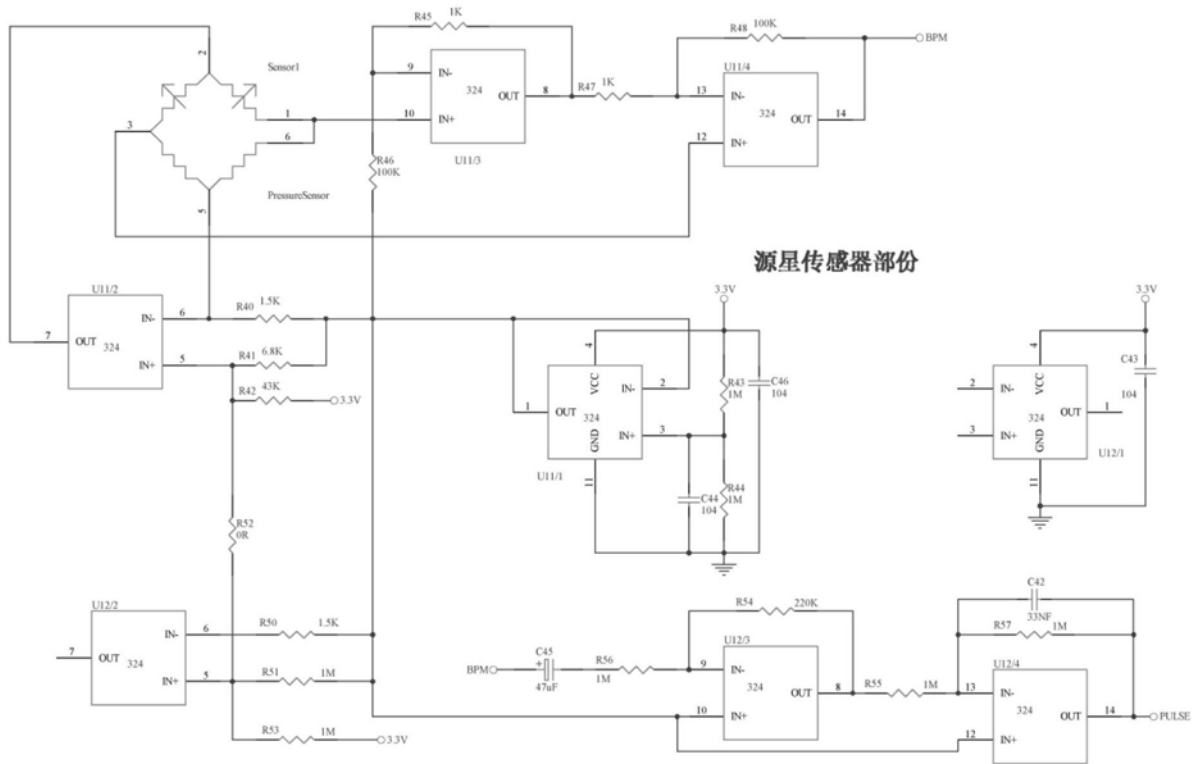 R45 1K
R48 100K
BPM
2
Sensor1
9 IN-
324
OUT 8
R47 1K
U11/4
13 IN-
324
OUT 14
3
1
6
10 IN+
12 IN+
U11/3
R46
100K
PressureSensor
5
源星传感器部份
U11/2
R40 1.5K
3.3V
3.3V
IN- 6
7 OUT
324
IN+ 5
R41 6.8K
R42 43K
3.3V
4
VCC
IN- 2
1 OUT
324
IN+ 3
GND
11
U11/1
R43
1M
C46
104
C44
104
R44
1M
4
VCC
2 IN-
324
OUT 1
3 IN+
GND
11
U12/1
C43
104
R52
0R
U12/2
IN- 6
7 OUT
324
IN+ 5
R50 1.5K
R51 1M
R53 1M
3.3V
R54 220K
U12/3
BPM
C45
+
47uF
R56
1M
9 IN-
324
OUT 8
10 IN+
R55 1M
C42
33NF
R57 1M
U12/4
13 IN-
324
OUT 14
12 IN+
PULSE